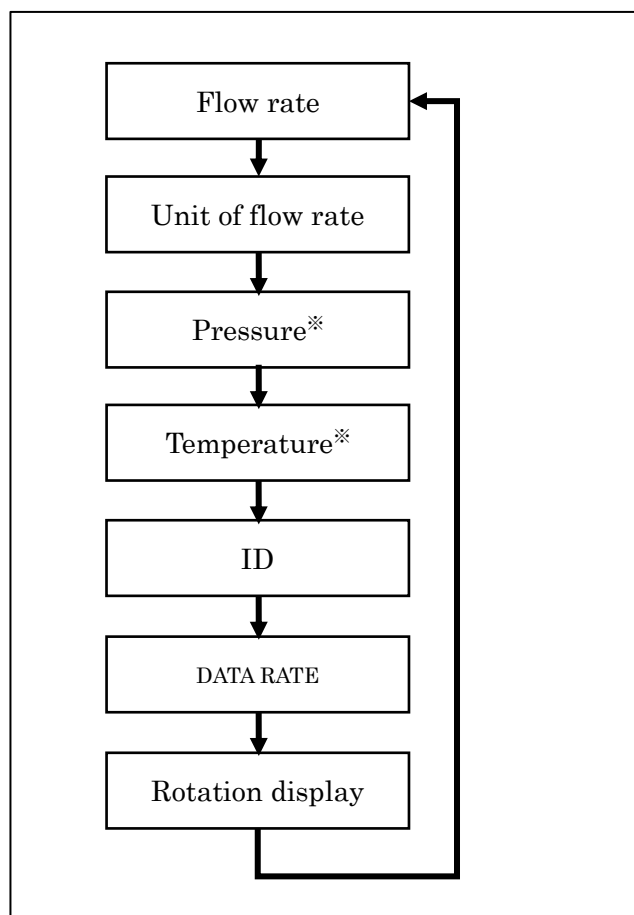 Flow rate
Unit of flow rate
Pressure※
Temperature※
ID
DATA RATE
Rotation display